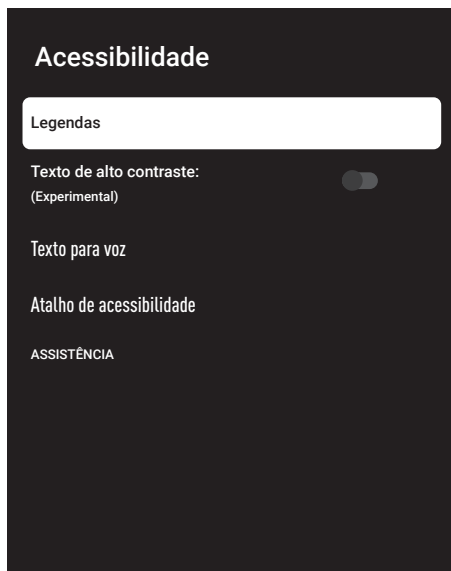 Acessibilidade
Legendas
Texto de alto contraste:
(Experimental)
Texto para voz
Atalho de acessibilidade
ASSISTÊNCIA